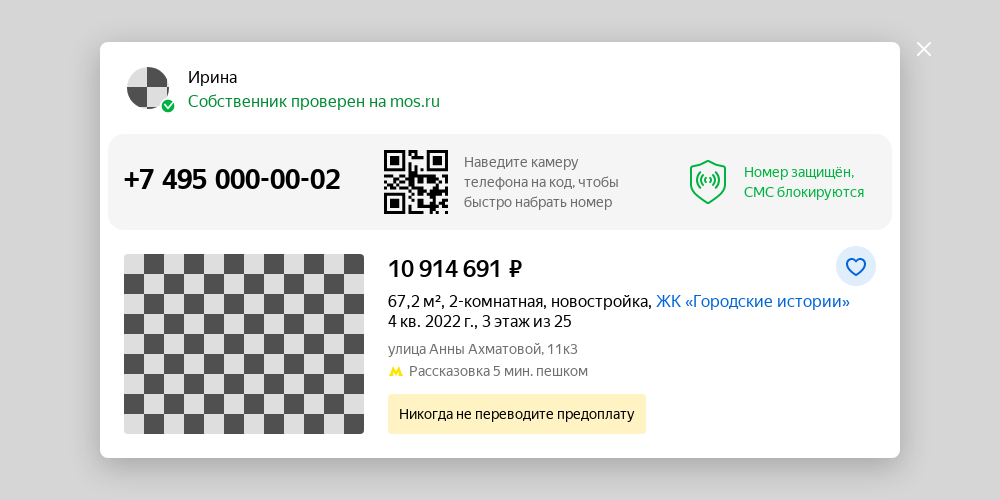 Ирина
Собственник проверен на mos.ru
+7 495 000-00-02
Наведите камеру
телефона на код, чтобы
быстро набрать номер
Номер защищён,
СМС блокируются
10 914 691 ₽
67,2 м², 2-комнатная, новостройка, ЖК «Городские истории»
4 кв. 2022 г., 3 этаж из 25
улица Анны Ахматовой, 11к3
Рассказовка 5 мин. пешком
Никогда не переводите предоплату